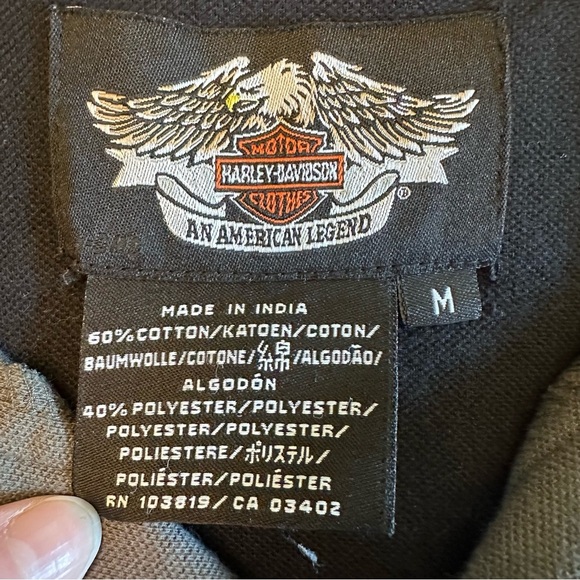 MOTOR
HARLEY-DAVIDSON
CLOTHES
®
AN AMERICAN LEGEND
M
MADE IN INDIA
60% COTTON/KATOEN/COTON/
BAUMWOLLE/COTONE/綿/ALGODÃO/
ALGODÓN
40% POLYESTER/POLYESTER/
POLYESTER/POLYESTER/
POLIESTERE/ポリステル/
POLIÉSTER/POLIÉSTER
RN 103819/ CA 03402